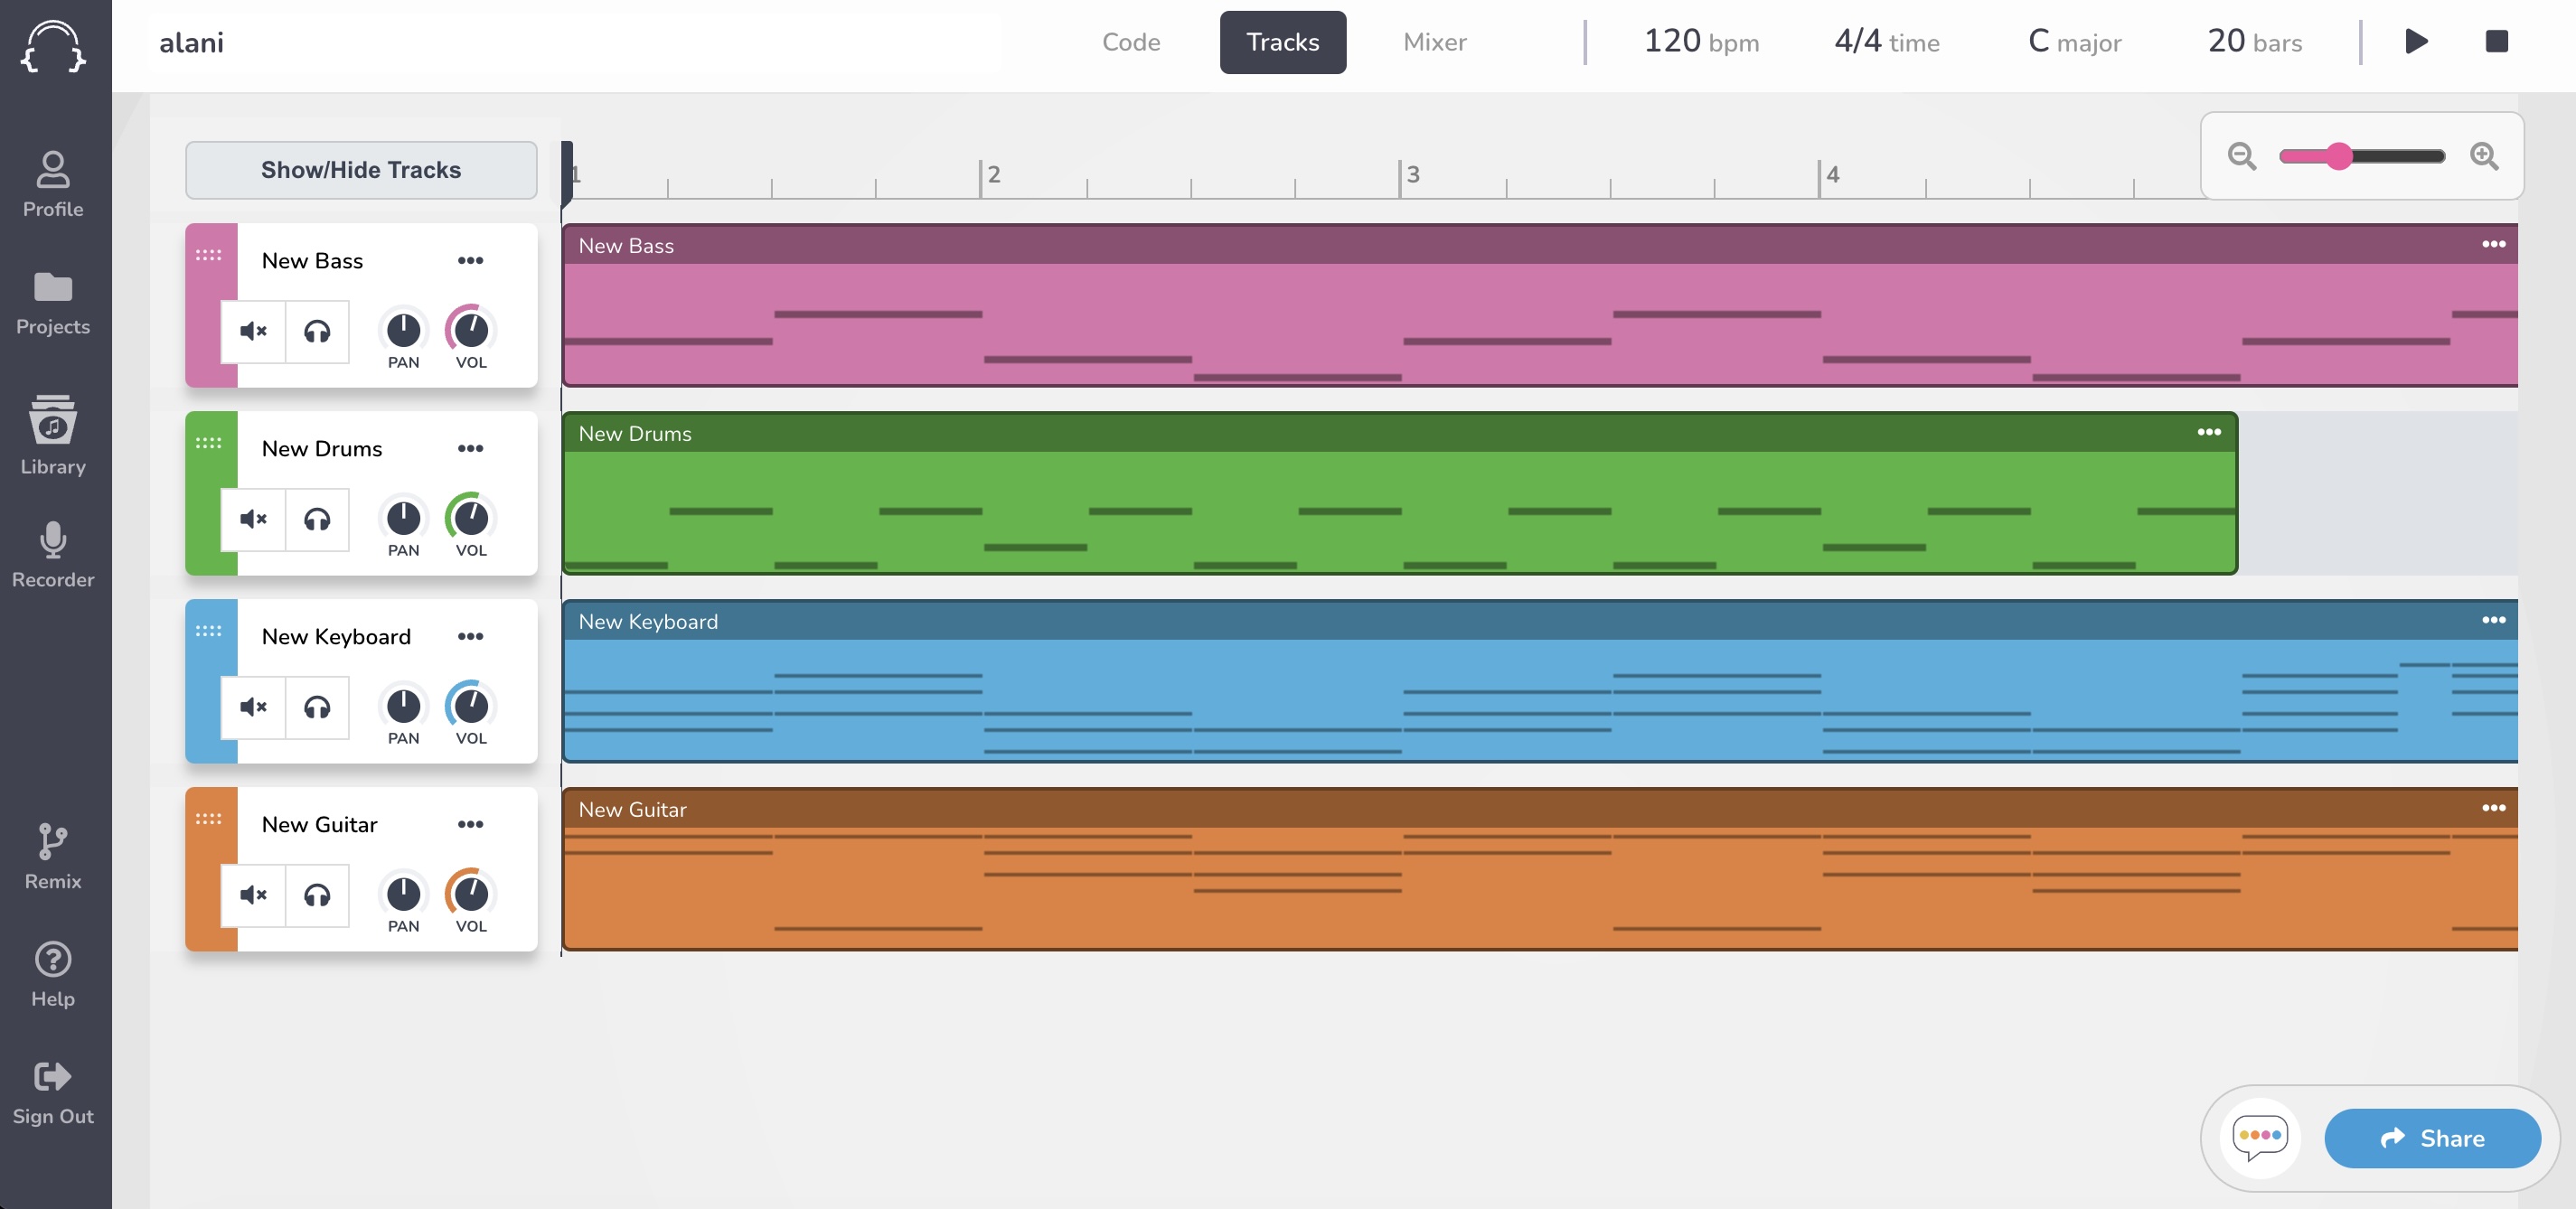 alani
Code
Tracks
Mixer
120 bpm
4/4 time
C major
20 bars
Profile
Projects
Library
Recorder
Remix
Help
Sign Out
Show/Hide Tracks
1
2
3
4
New Bass
PAN
VOL
New Bass
New Drums
PAN
VOL
New Drums
New Keyboard
PAN
VOL
New Keyboard
New Guitar
PAN
VOL
New Guitar
Share